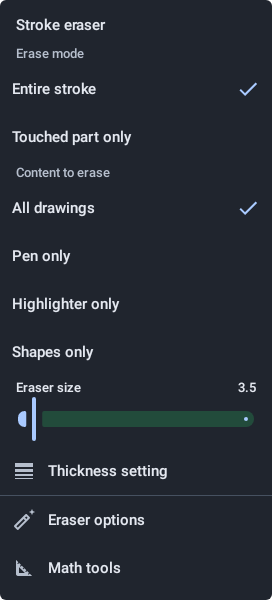 Stroke eraser
Erase mode
Entire stroke
Touched part only
Content to erase
All drawings
Pen only
Highlighter only
Shapes only
Eraser size 3.5
Thickness setting
Eraser options
Math tools